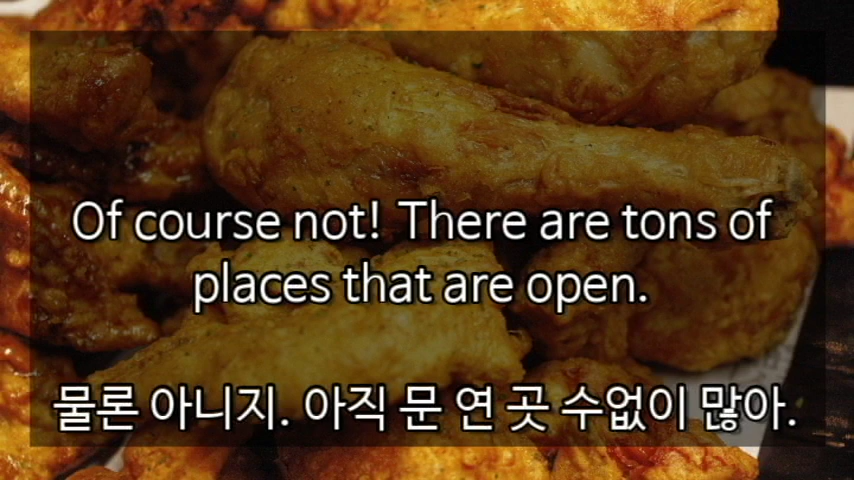 Of course not! There are tons of
places that are open.
물론 아니지. 아직 문 연 곳 수없이 많아.